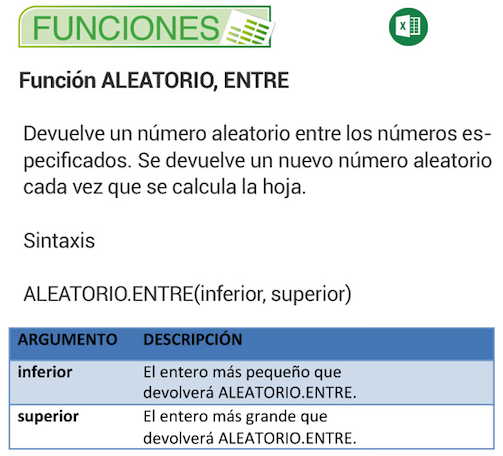 FUNCIONES
Función ALEATORIO, ENTRE
Devuelve un número aleatorio entre los números es-
pecificados. Se devuelve un nuevo número aleatorio
cada vez que se calcula la hoja.
Sintaxis
ALEATORIO.ENTRE(inferior, superior)
ARGUMENTO DESCRIPCIÓN
inferior El entero más pequeño que
devolverá ALEATORIO.ENTRE.
superior El entero más grande que
devolverá ALEATORIO.ENTRE.